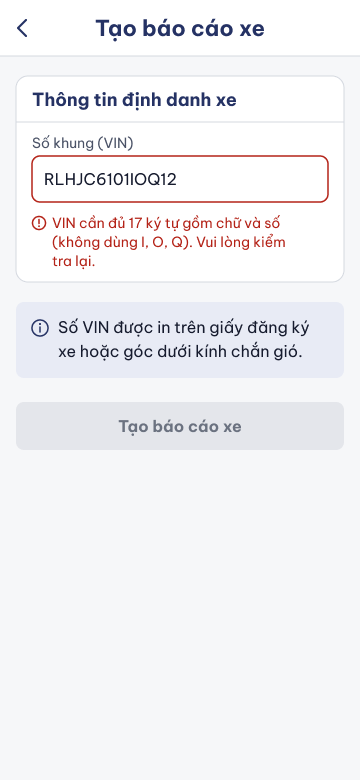 Tạo báo cáo xe
Thông tin định danh xe
Số khung (VIN)
RLHJC6101IOQ12
VIN cần đủ 17 ký tự gồm chữ và số
(không dùng I, O, Q). Vui lòng kiểm
tra lại.
Số VIN được in trên giấy đăng ký
xe hoặc góc dưới kính chắn gió.
Tạo báo cáo xe